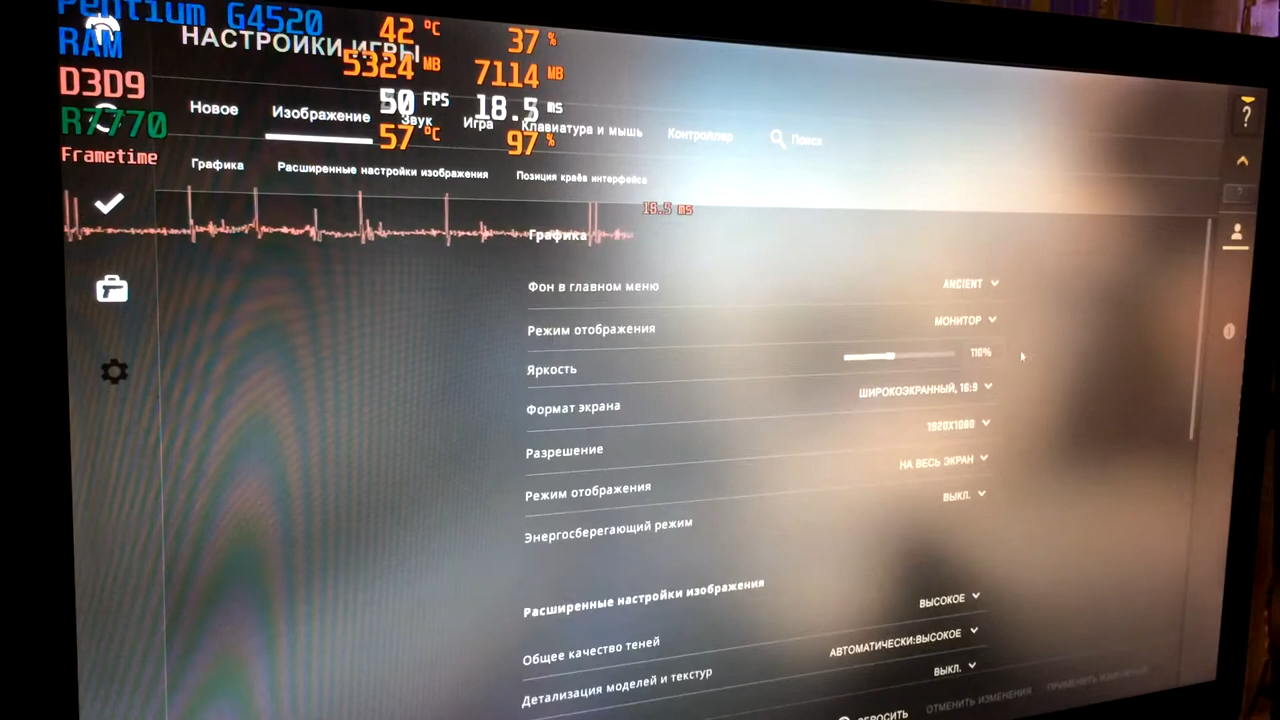 Pentium G4520 42 °C 37 %
НАСТРОЙКИ ИГРЫ
RAM 5324 MB 7114 MB
D3D9 50 FPS 18.5 ms
Новое Изображение Звук Игра Клавиатура и мышь Контроллер Поиск
R7770 57 °C 97 %
Frametime
Графика Расширенные настройки изображения Позиция краёв интерфейса
18.5 ms
Графика
Фон в главном меню ANCIENT
Режим отображения МОНИТОР
Яркость 110%
Формат экрана ШИРОКОЭКРАННЫЙ, 16:9
Разрешение 1920X1080
Режим отображения НА ВЕСЬ ЭКРАН
Энергосберегающий режим ВЫКЛ.
Расширенные настройки изображения
Общее качество теней ВЫСОКОЕ
Детализация моделей и текстур АВТОМАТИЧЕСКИ:ВЫСОКОЕ
ВЫКЛ.
СБРОСИТЬ ОТМЕНИТЬ ИЗМЕНЕНИЯ ПРИМЕНИТЬ ИЗМЕНЕНИЯ